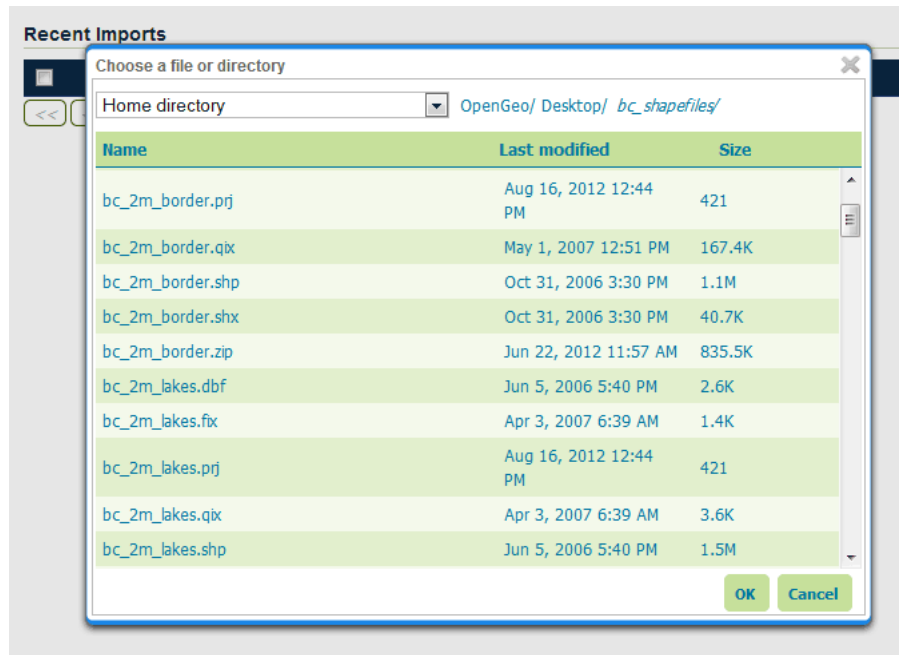 Recent Imports
Choose a file or directory
<<
Home directory OpenGeo/ Desktop/ bc_shapefiles/
Name Last modified Size
bc_2m_border.prj Aug 16, 2012 12:44 PM 421
bc_2m_border.qix May 1, 2007 12:51 PM 167.4K
bc_2m_border.shp Oct 31, 2006 3:30 PM 1.1M
bc_2m_border.shx Oct 31, 2006 3:30 PM 40.7K
bc_2m_border.zip Jun 22, 2012 11:57 AM 835.5K
bc_2m_lakes.dbf Jun 5, 2006 5:40 PM 2.6K
bc_2m_lakes.fix Apr 3, 2007 6:39 AM 1.4K
bc_2m_lakes.prj Aug 16, 2012 12:44 PM 421
bc_2m_lakes.qix Apr 3, 2007 6:39 AM 3.6K
bc_2m_lakes.shp Jun 5, 2006 5:40 PM 1.5M
OK Cancel